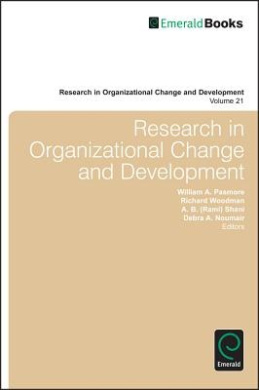 EmeraldBooks
Research in Organizational Change and Development
Volume 21
Research in
Organizational Change
and Development
William A. Pasmore
Richard Woodman
A. B. (Rami) Shani
Debra A. Noumair
Editors
Emerald